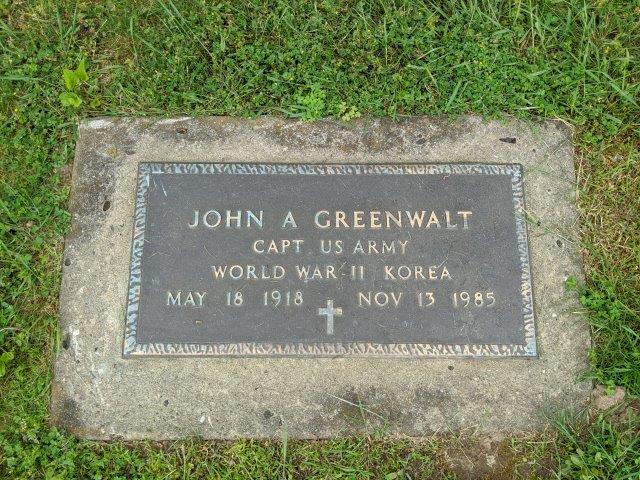 JOHN A GREENWALT
CAPT US ARMY
WORLD WAR II KOREA
MAY 18 1918 NOV 13 1985